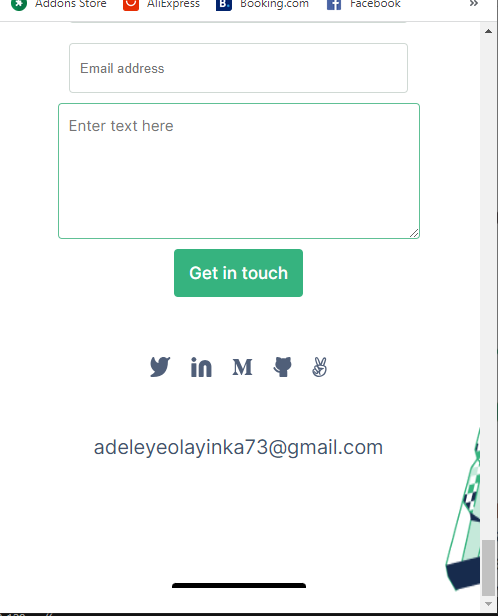 Addons Store AliExpress Booking.com Facebook »
Email address
Enter text here
Get in touch
adeleyeolayinka73@gmail.com